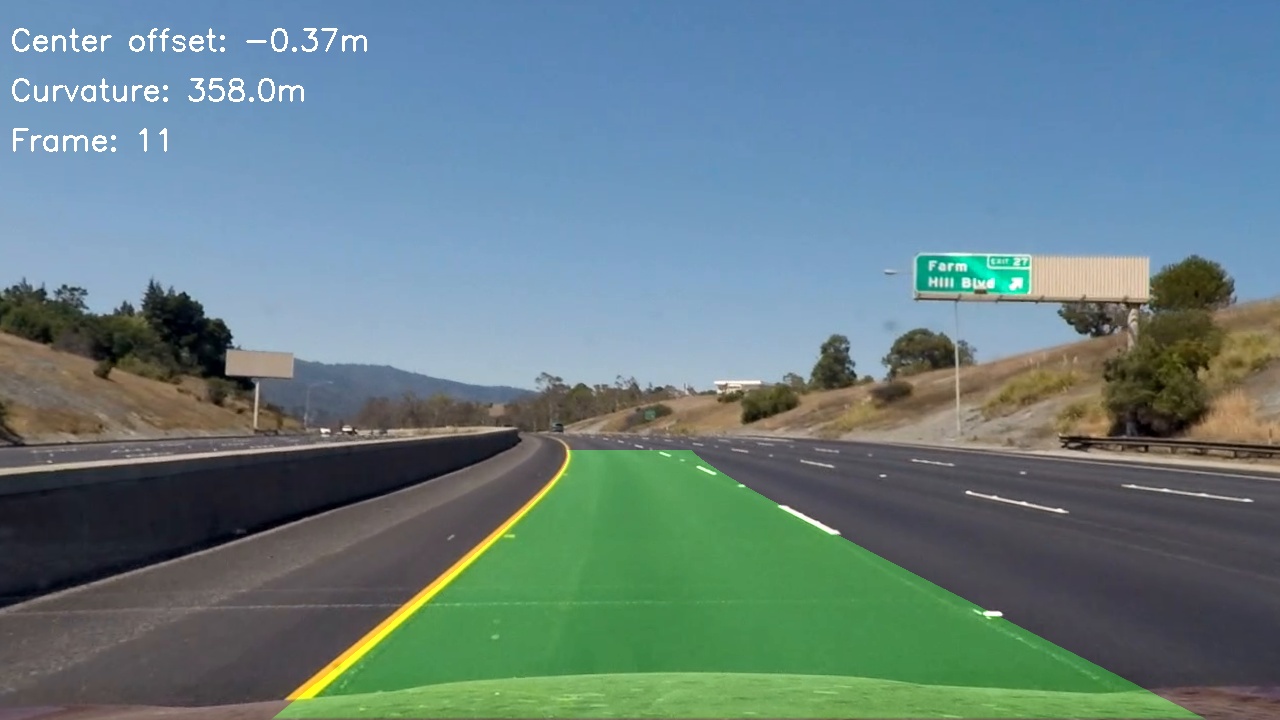 Center offset: -0.37m
Curvature: 358.0m
Frame: 11
EXIT 27
Farm
Hill Blvd